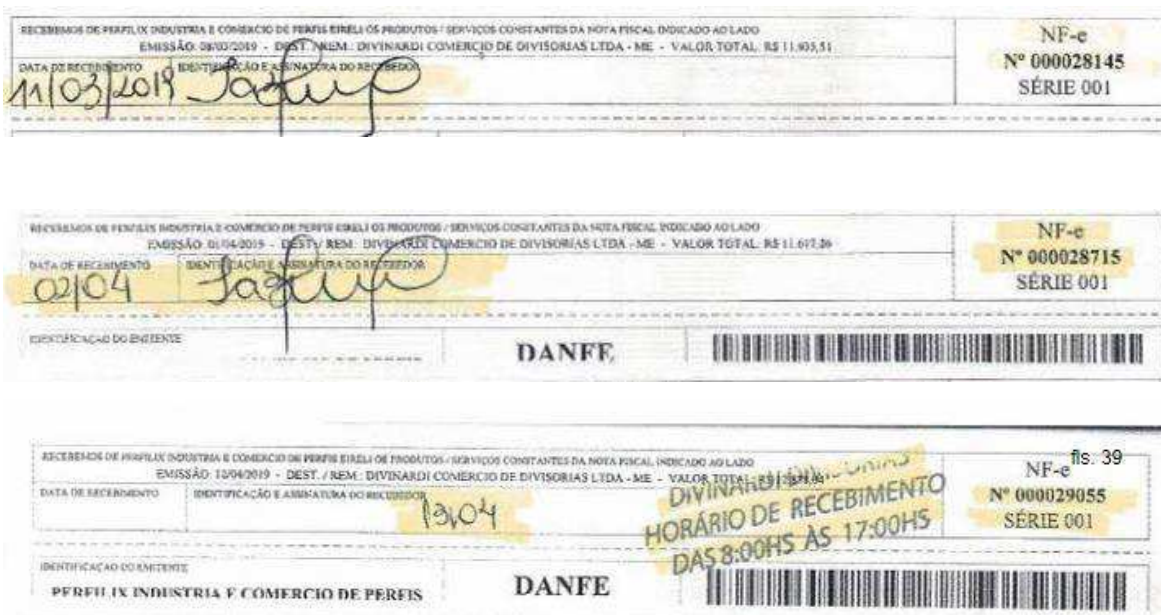 RECEBEMOS DE PERFILIX INDUSTRIA E COMERCIO DE PERFIS EIRELI OS PRODUTOS / SERVIÇOS CONSTANTES DA NOTA FISCAL INDICADO AO LADO
EMISSÃO: 08/03/2019 - DEST. / REM.: DIVINARDI COMERCIO DE DIVISORIAS LTDA - ME - VALOR TOTAL: R$ 11.935,51
NF-e
Nº 000028145
SÉRIE 001
DATA DE RECEBIMENTO
IDENTIFICAÇÃO E ASSINATURA DO RECEBEDOR
11/03/2019
RECEBEMOS DE PERFILIX INDUSTRIA E COMERCIO DE PERFIS EIRELI OS PRODUTOS / SERVIÇOS CONSTANTES DA NOTA FISCAL INDICADO AO LADO
EMISSÃO: 01/04/2019 - DEST. / REM.: DIVINARDI COMERCIO DE DIVISORIAS LTDA - ME - VALOR TOTAL: R$
NF-e
Nº 000028715
SÉRIE 001
DATA DE RECEBIMENTO
IDENTIFICAÇÃO E ASSINATURA DO RECEBEDOR
02/04
IDENTIFICAÇÃO DO EMITENTE
DANFE
fls. 39
RECEBEMOS DE PERFILIX INDUSTRIA E COMERCIO DE PERFIS EIRELI OS PRODUTOS / SERVIÇOS CONSTANTES DA NOTA FISCAL INDICADO AO LADO
EMISSÃO: 12/04/2019 - DEST. / REM.: DIVINARDI COMERCIO DE DIVISORIAS LTDA - ME - VALOR TOTAL:
NF-e
Nº 000029055
SÉRIE 001
DATA DE RECEBIMENTO
IDENTIFICAÇÃO E ASSINATURA DO RECEBEDOR
13/04
DIVINARDI DIVISORIAS
HORÁRIO DE RECEBIMENTO
DAS 8:00HS ÀS 17:00HS
IDENTIFICAÇÃO DO EMITENTE
PERFILIX INDUSTRIA E COMERCIO DE PERFIS
DANFE